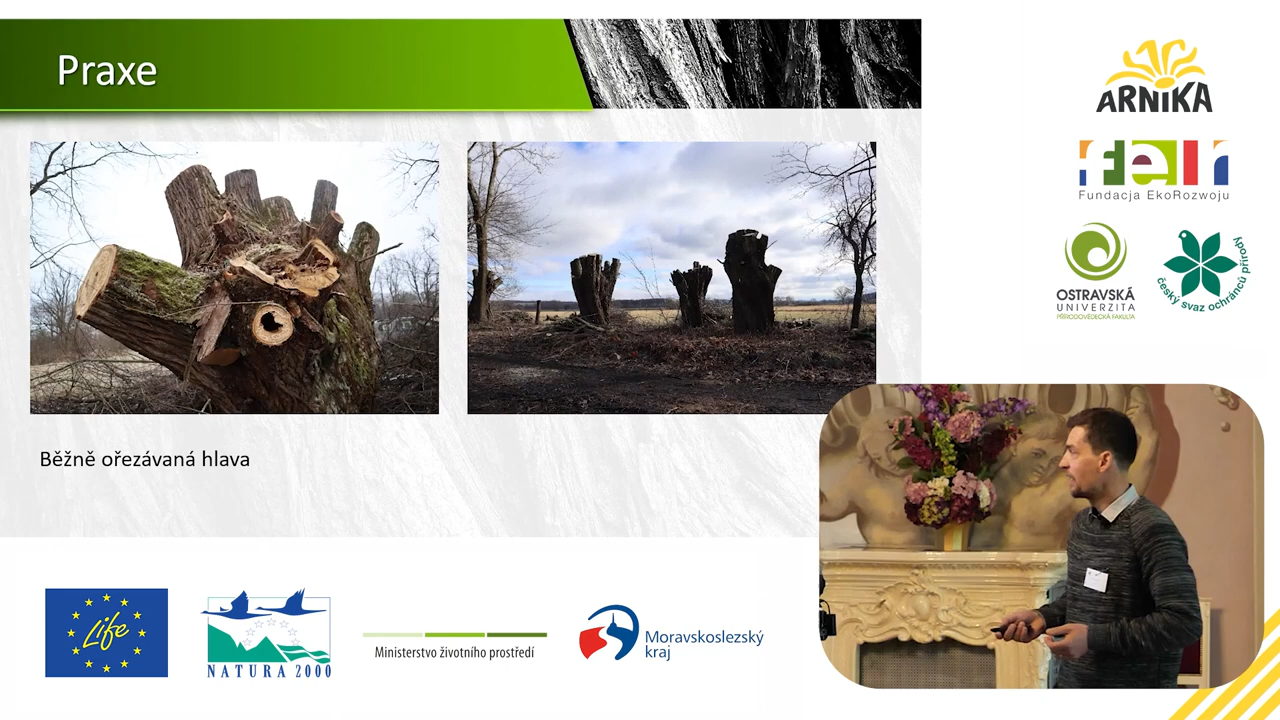 Praxe
Běžně ořezávaná hlava
ARNIKA
feri
Fundacja EkoRozwoju
OSTRAVSKÁ
UNIVERZITA
PŘÍRODOVĚDECKÁ FAKULTA
český svaz ochránců přírody
Life
NATURA 2000
Ministerstvo životního prostředí
Moravskoslezský
kraj